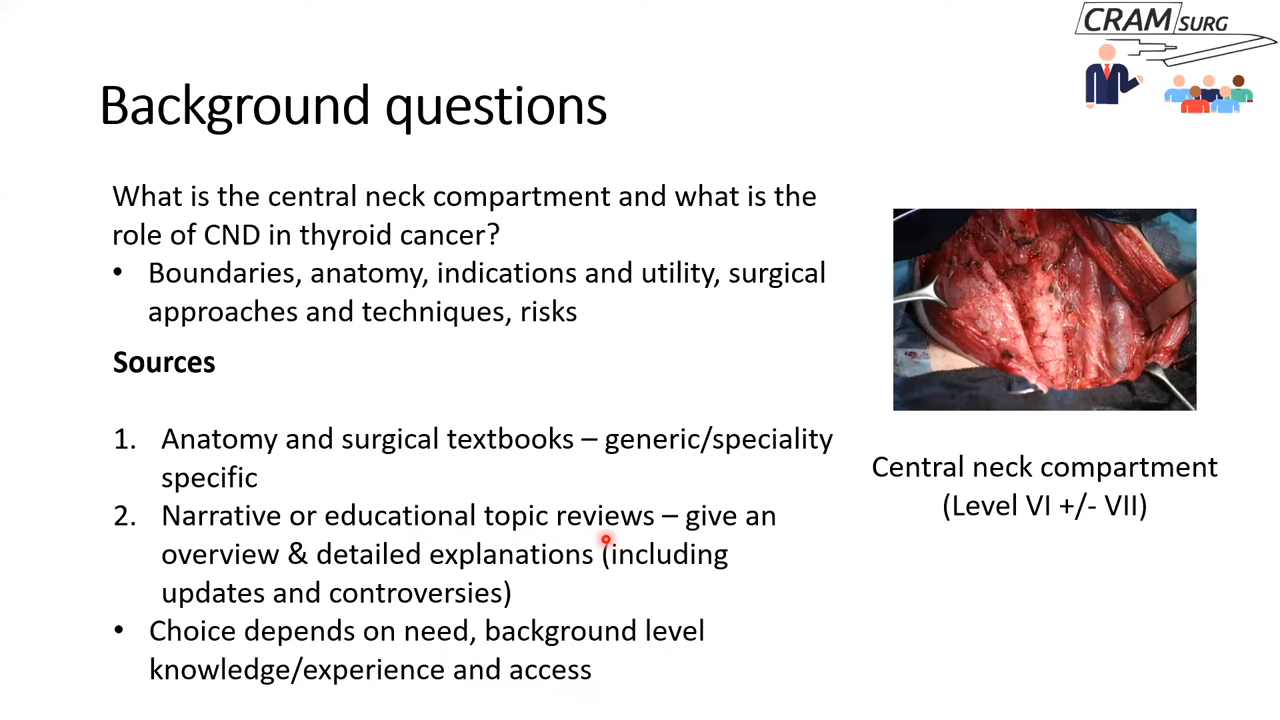 CRAM SURG
Background questions
What is the central neck compartment and what is the
role of CND in thyroid cancer?
• Boundaries, anatomy, indications and utility, surgical
approaches and techniques, risks
Sources
1. Anatomy and surgical textbooks – generic/speciality
specific
2. Narrative or educational topic reviews – give an
overview & detailed explanations (including
updates and controversies)
• Choice depends on need, background level
knowledge/experience and access
Central neck compartment
(Level VI +/- VII)